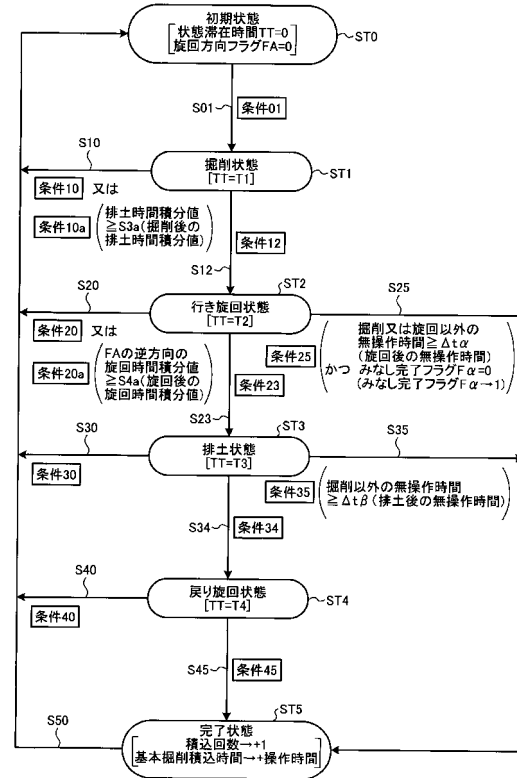 初期状態
状態滞在時間TT=0
旋回方向フラグFA=0
ST0
S01
条件01
S10
掘削状態
[TT=T1]
ST1
条件10 又は
条件10a
排土時間積分値
≧S3a(掘削後の
排土時間積分値)
条件12
S12
S20
ST2
行き旋回状態
[TT=T2]
S25
条件20 又は
条件20a
FAの逆方向の
旋回時間積分値
≧S4a(旋回後の
旋回時間積分値)
条件23
条件25
掘削又は旋回以外の
無操作時間≧Δtα
(旋回後の無操作時間)
かつ みなし完了フラグFα=0
(みなし完了フラグFα→1)
S23
S30
ST3
排土状態
[TT=T3]
S35
条件30
条件35
掘削以外の無操作時間
≧Δtβ(排土後の無操作時間)
S34
条件34
S40
戻り旋回状態
[TT=T4]
ST4
条件40
S45
条件45
S50
ST5
完了状態
積込回数→+1
基本掘削積込時間→+操作時間